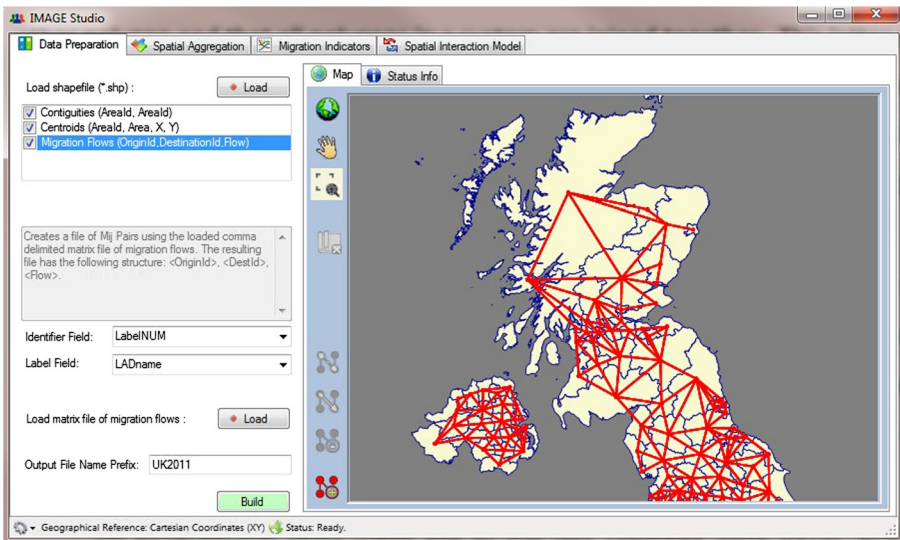 IMAGE Studio
Data Preparation
Spatial Aggregation
Migration Indicators
Spatial Interaction Model
Load shapefile (*.shp) :
Load
Contiguities (AreaId, AreaId)
Centroids (AreaId, Area, X, Y)
Migration Flows (OriginId,DestinationId,Flow)
Creates a file of Mij Pairs using the loaded comma
delimited matrix file of migration flows. The resulting
file has the following structure: <OriginId>, <DestId>,
<Flow>.
Identifier Field:
LabelNUM
Label Field:
LADname
Load matrix file of migration flows :
Load
Output File Name Prefix:
UK2011
Build
Map
Status Info
Geographical Reference: Cartesian Coordinates (XY)
Status: Ready.